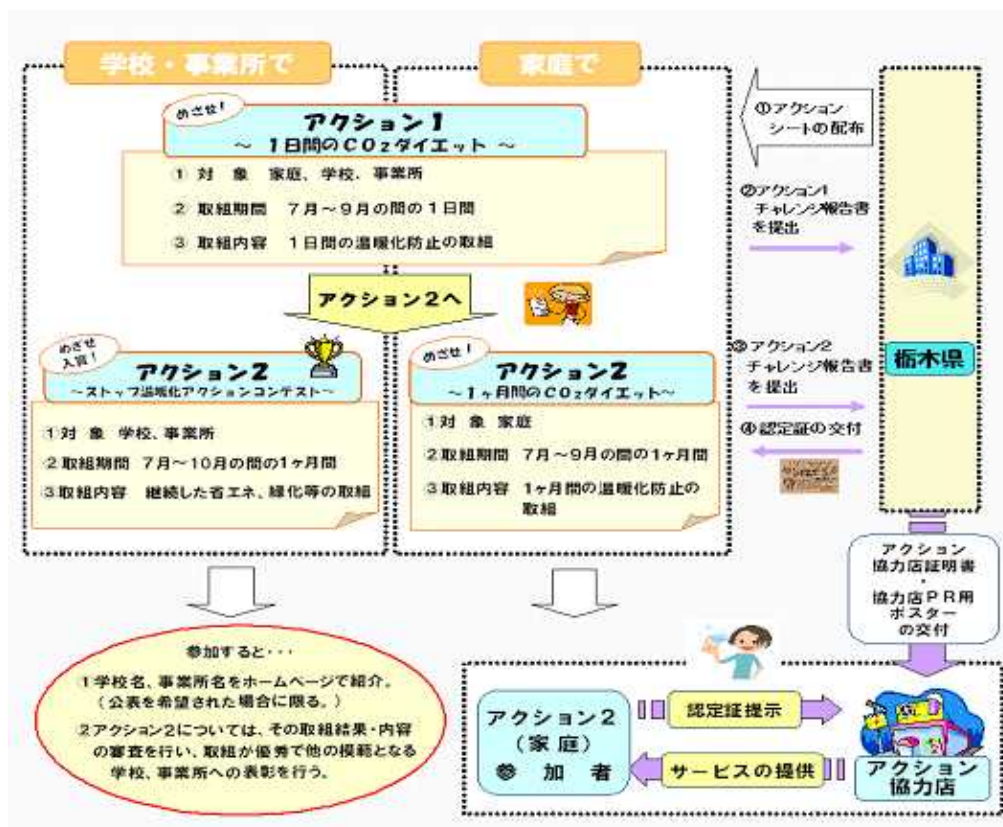 学校・事業所で
家庭で
めざせ!
アクション1
~ 1日間のCO2ダイエット ~
① 対 象 家庭、学校、事業所
② 取組期間 7月~9月の間の1日間
③ 取組内容 1日間の温暖化防止の取組
アクション2へ
めざせ
入賞!
アクション2
~ストップ温暖化アクションコンテスト~
①対 象 学校、事業所
②取組期間 7月~10月の間の1ヶ月間
③取組内容 継続した省エネ、緑化等の取組
めざせ!
アクション2
~1ヶ月間のCO2ダイエット~
①対 象 家庭
②取組期間 7月~9月の間の1ヶ月間
③取組内容 1ヶ月間の温暖化防止の
取組
①アクション
シートの配布
②アクション1
チャレンジ報告書
を提出
③アクション2
チャレンジ報告書
を提出
④認定証の交付
栃木県
アクション
協力店証明書
・
協力店PR用
ポスター
の交付
参加すると・・・
1学校名、事業所名をホームページで紹介。
(公表を希望された場合に限る。)
2アクション2については、その取組結果・内容
の審査を行い、取組が優秀で他の模範となる
学校、事業所への表彰を行う。
アクション2
(家庭)
参 加 者
認定証提示
サービスの提供
アクション
協力店